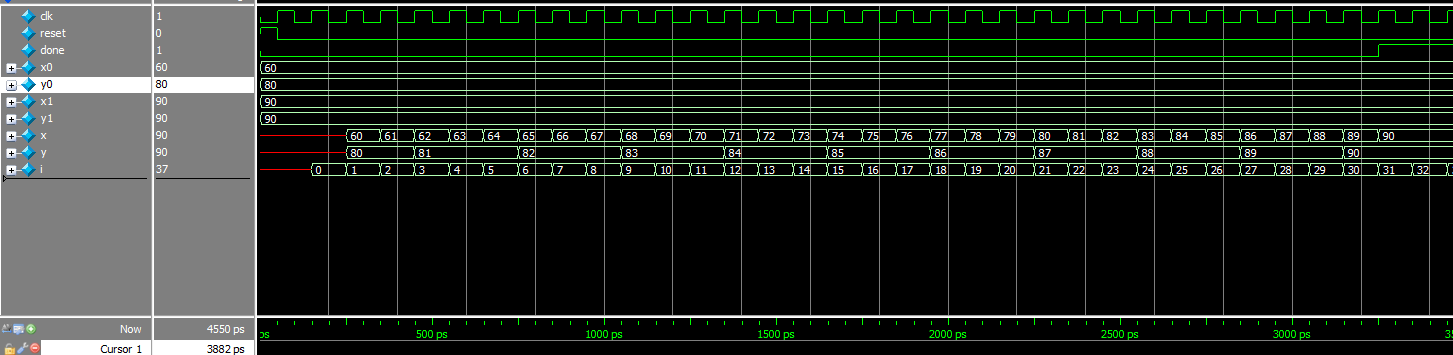 clk 1
reset 0
done 1
x0 60 60
y0 80 80
x1 90 90
y1 90 90
x 90 60 61 62 63 64 65 66 67 68 69 70 71 72 73 74 75 76 77 78 79 80 81 82 83 84 85 86 87 88 89 90
y 90 80 81 82 83 84 85 86 87 88 89 90
i 37 0 1 2 3 4 5 6 7 8 9 10 11 12 13 14 15 16 17 18 19 20 21 22 23 24 25 26 27 28 29 30 31 32
Now 4550 ps ps 500 ps 1000 ps 1500 ps 2000 ps 2500 ps 3000 ps
Cursor 1 3882 ps